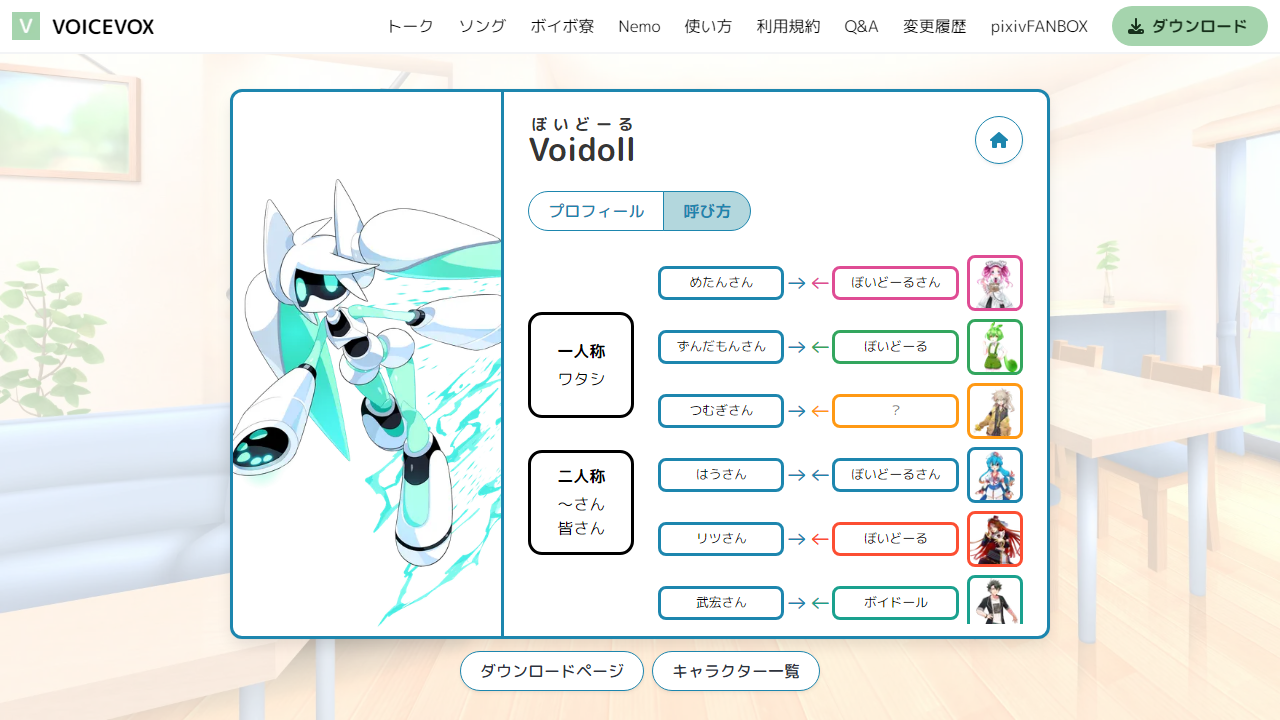 V VOICEVOX トーク ソング ボイボ寮 Nemo 使い方 利用規約 Q&A 変更履歴 pixivFANBOX ダウンロード
ぼいどーる
Voidoll
プロフィール 呼び方
一人称
ワタシ
二人称
～さん
皆さん
めたんさん → ← ぼいどーるさん
ずんだもんさん → ← ぼいどーる
つむぎさん → ← ？
はうさん → ← ぼいどーるさん
リツさん → ← ぼいどーる
武宏さん → ← ボイドール
ダウンロードページ キャラクター一覧